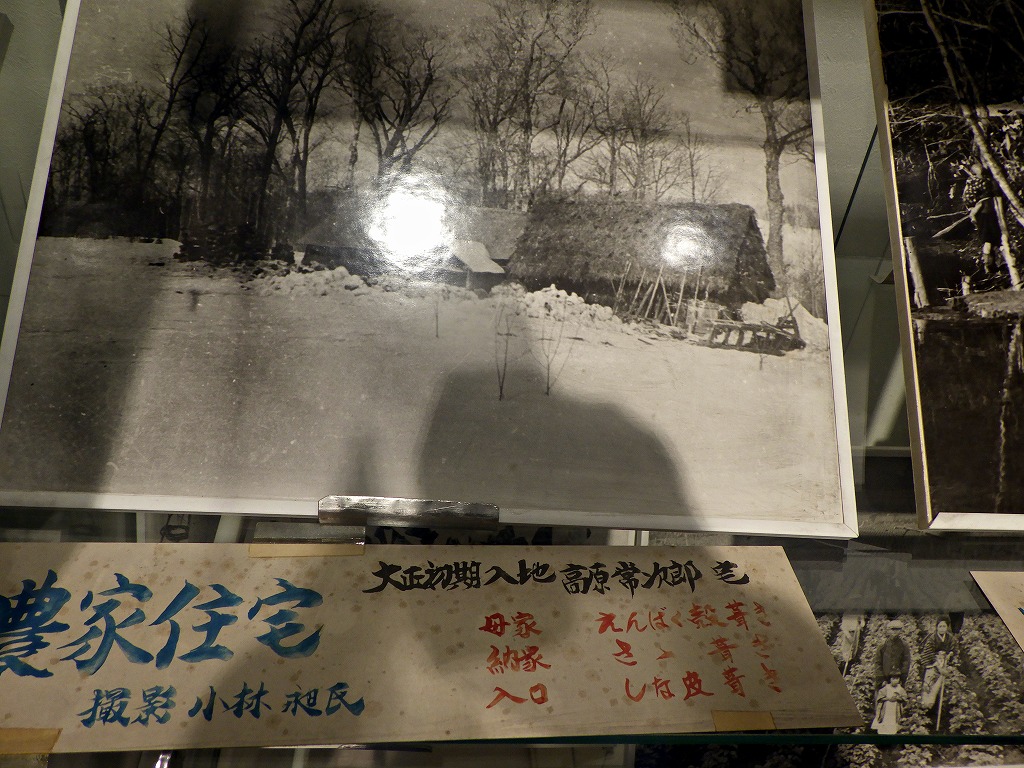 農家住宅
撮影 小林 昶民
大正初期入地 高原常次郎 宅
母家 えんばく殻葺き
納家 さゝ葺き
入口 しな皮葺き